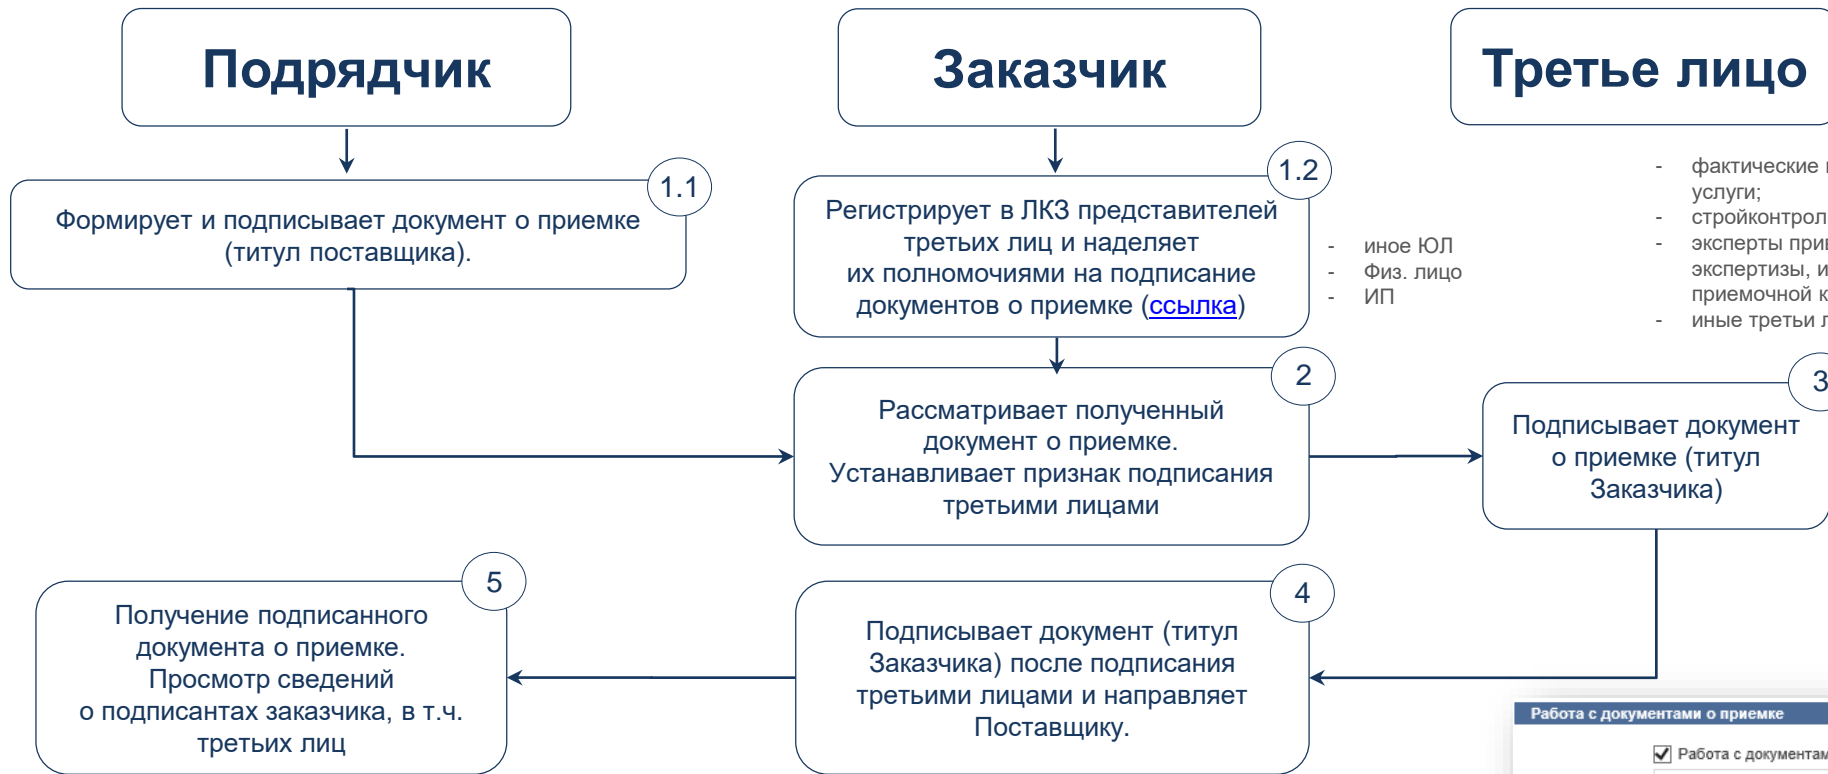 Подрядчик
Заказчик
Третье лицо
1.1
Формирует и подписывает документ о приемке
(титул поставщика).
1.2
Регистрирует в ЛКЗ представителей
третьих лиц и наделяет
их полномочиями на подписание
документов о приемке (ссылка)
- иное ЮЛ
- Физ. лицо
- ИП
- фактические
услуги;
- стройконтрол
- эксперты
экспертизы,
приемочной
- иные третьи
2
Рассматривает полученный
документ о приемке.
Устанавливает признак подписания
третьими лицами
3
Подписывает документ
о приемке (титул
Заказчика)
4
Подписывает документ (титул
Заказчика) после подписания
третьими лицами и направляет
Поставщику.
5
Получение подписанного
документа о приемке.
Просмотр сведений
о подписантах заказчика, в т.ч.
третьих лиц
Работа с документами о приемке
Работа с документам